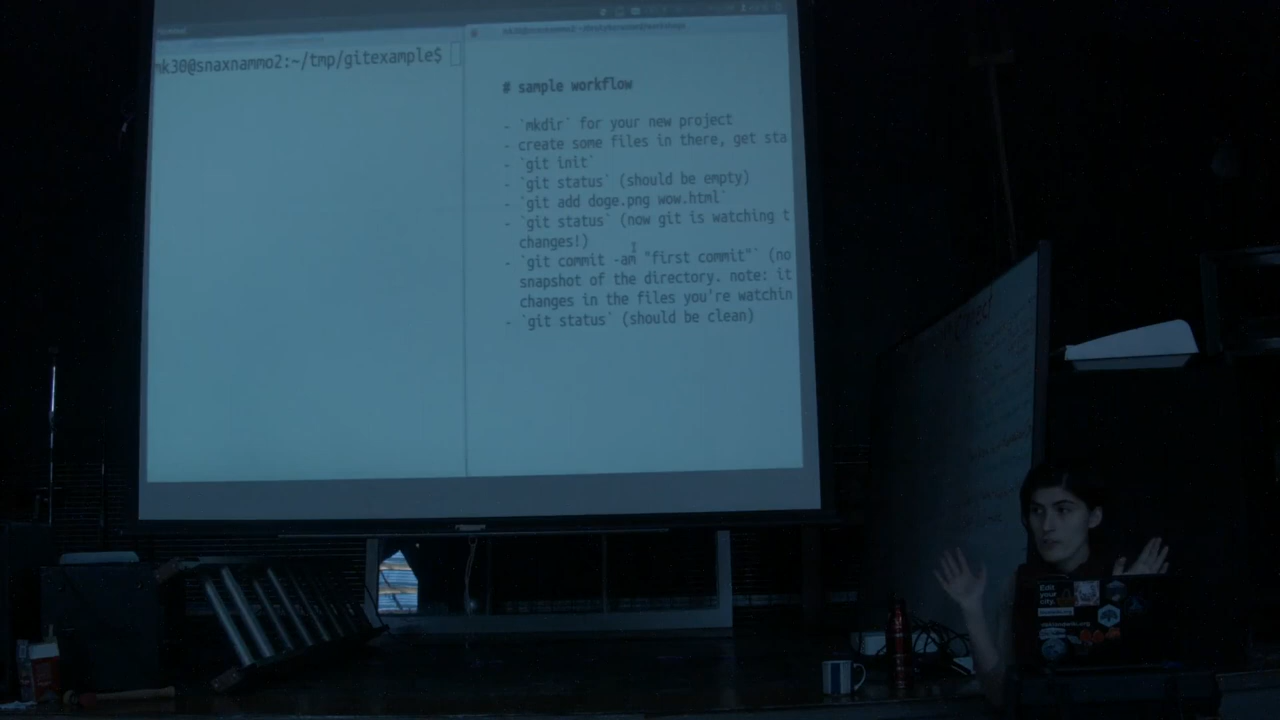 mk30@snaxnammo2:~/tmp/gitexample$
# sample workflow
- `mkdir` for your new project
- create some files in there, get sta
- `git init`
- `git status` (should be empty)
- `git add doge.png wow.html`
- `git status` (now git is watching t
changes!)
- `git commit -am "first commit"` (no
snapshot of the directory. note: it
changes in the files you're watchin
- `git status` (should be clean)